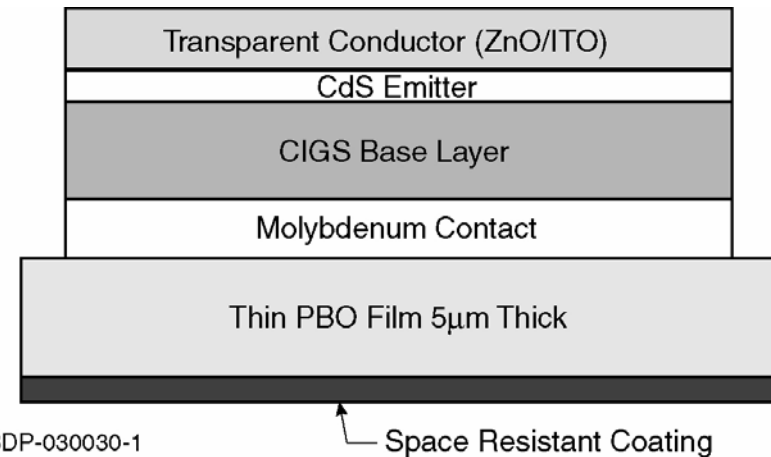 Transparent Conductor (ZnO/ITO)
CdS Emitter
CIGS Base Layer
Molybdenum Contact
Thin PBO Film 5μm Thick
DP-030030-1
Space Resistant Coating